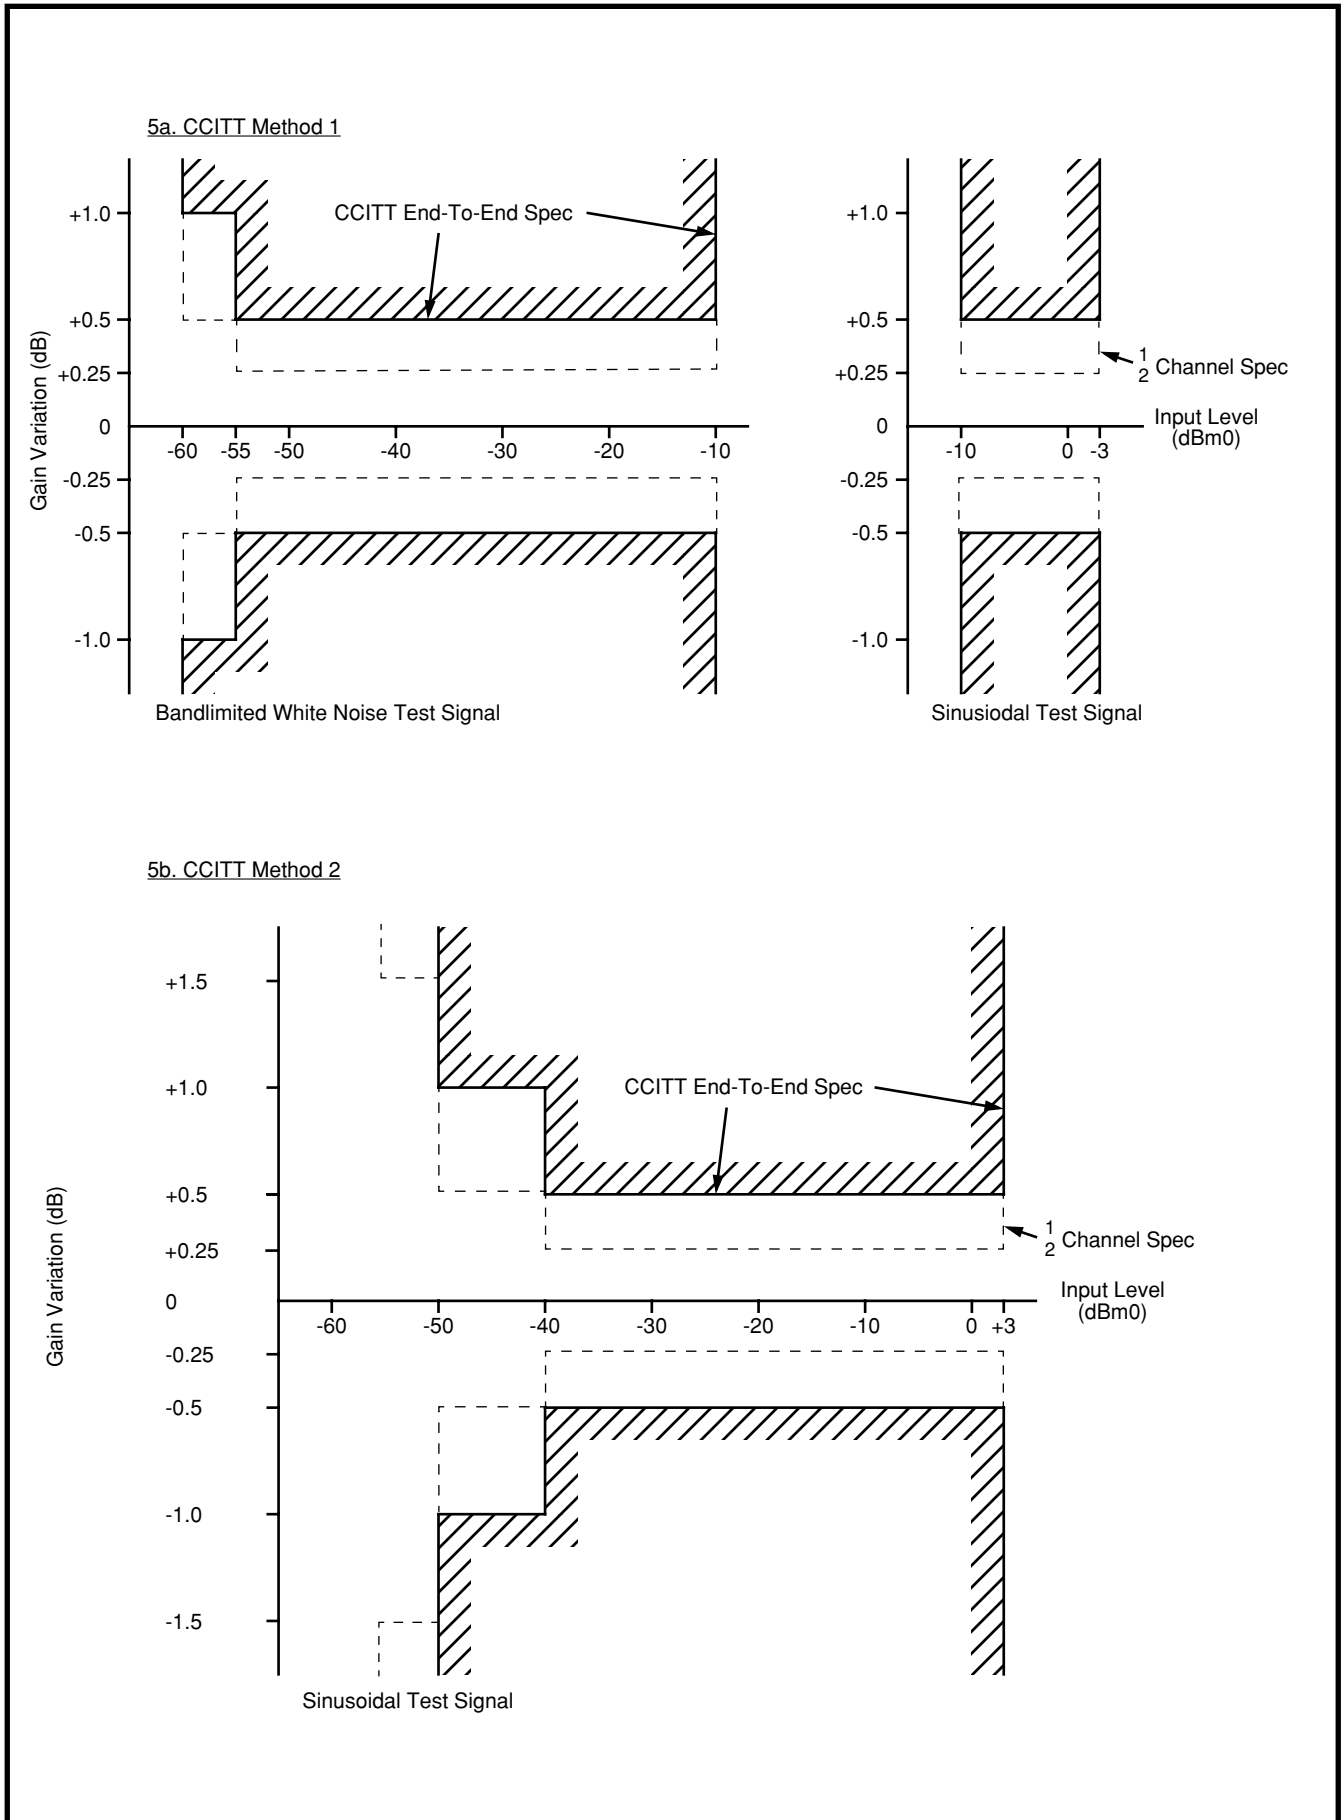 5a. CCITT Method 1
CCITT End-To-End Spec
Gain Variation (dB)
+1.0
+0.5
+0.25
0
-0.25
-0.5
-1.0
-60 -55 -50 -40 -30 -20 -10
Bandlimited White Noise Test Signal
+1.0
+0.5
+0.25
0
-0.25
-0.5
-1.0
-10 0 -3
1/2 Channel Spec
Input Level
(dBm0)
Sinusiodal Test Signal
5b. CCITT Method 2
CCITT End-To-End Spec
Gain Variation (dB)
+1.5
+1.0
+0.5
+0.25
0
-0.25
-0.5
-1.0
-1.5
-60 -50 -40 -30 -20 -10 0 +3
1/2 Channel Spec
Input Level
(dBm0)
Sinusoidal Test Signal